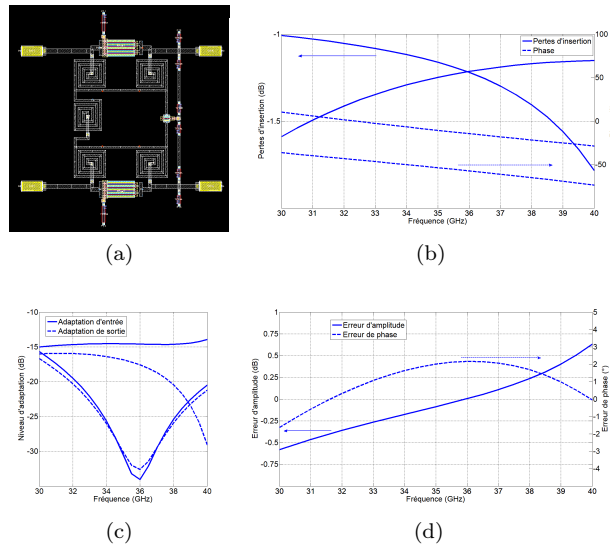 (a)
Pertes d'insertion
Phase
-1
-1.5
100
50
0
-50
30 31 32 33 34 35 36 37 38 39 40
Pertes d'insertion (dB)
Fréquence (GHz)
(b)
Adaptation d'entrée
Adaptation de sortie
-10
-15
-20
-25
-30
30 32 34 36 38 40
Niveau d'adaptation (dB)
Fréquence (GHz)
(c)
Erreur d'amplitude
Erreur de phase
1
0.75
0.5
0.25
0
-0.25
-0.5
-0.75
5
4
3
2
1
0
-1
-2
-3
-4
30 31 32 33 34 35 36 37 38 39 40
Erreur d'amplitude (dB)
Erreur de phase (°)
Fréquence (GHz)
(d)